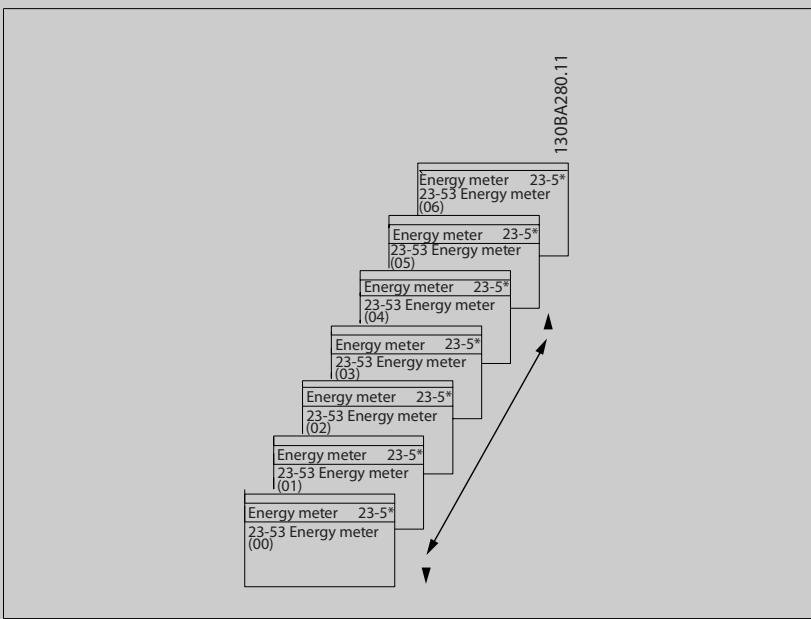 130BA280.11
Energy meter 23-5*
23-53 Energy meter
(06)
Energy meter 23-5*
23-53 Energy meter
(05)
Energy meter 23-5*
23-53 Energy meter
(04)
Energy meter 23-5*
23-53 Energy meter
(03)
Energy meter 23-5*
23-53 Energy meter
(02)
Energy meter 23-5*
23-53 Energy meter
(01)
Energy meter 23-5*
23-53 Energy meter
(00)